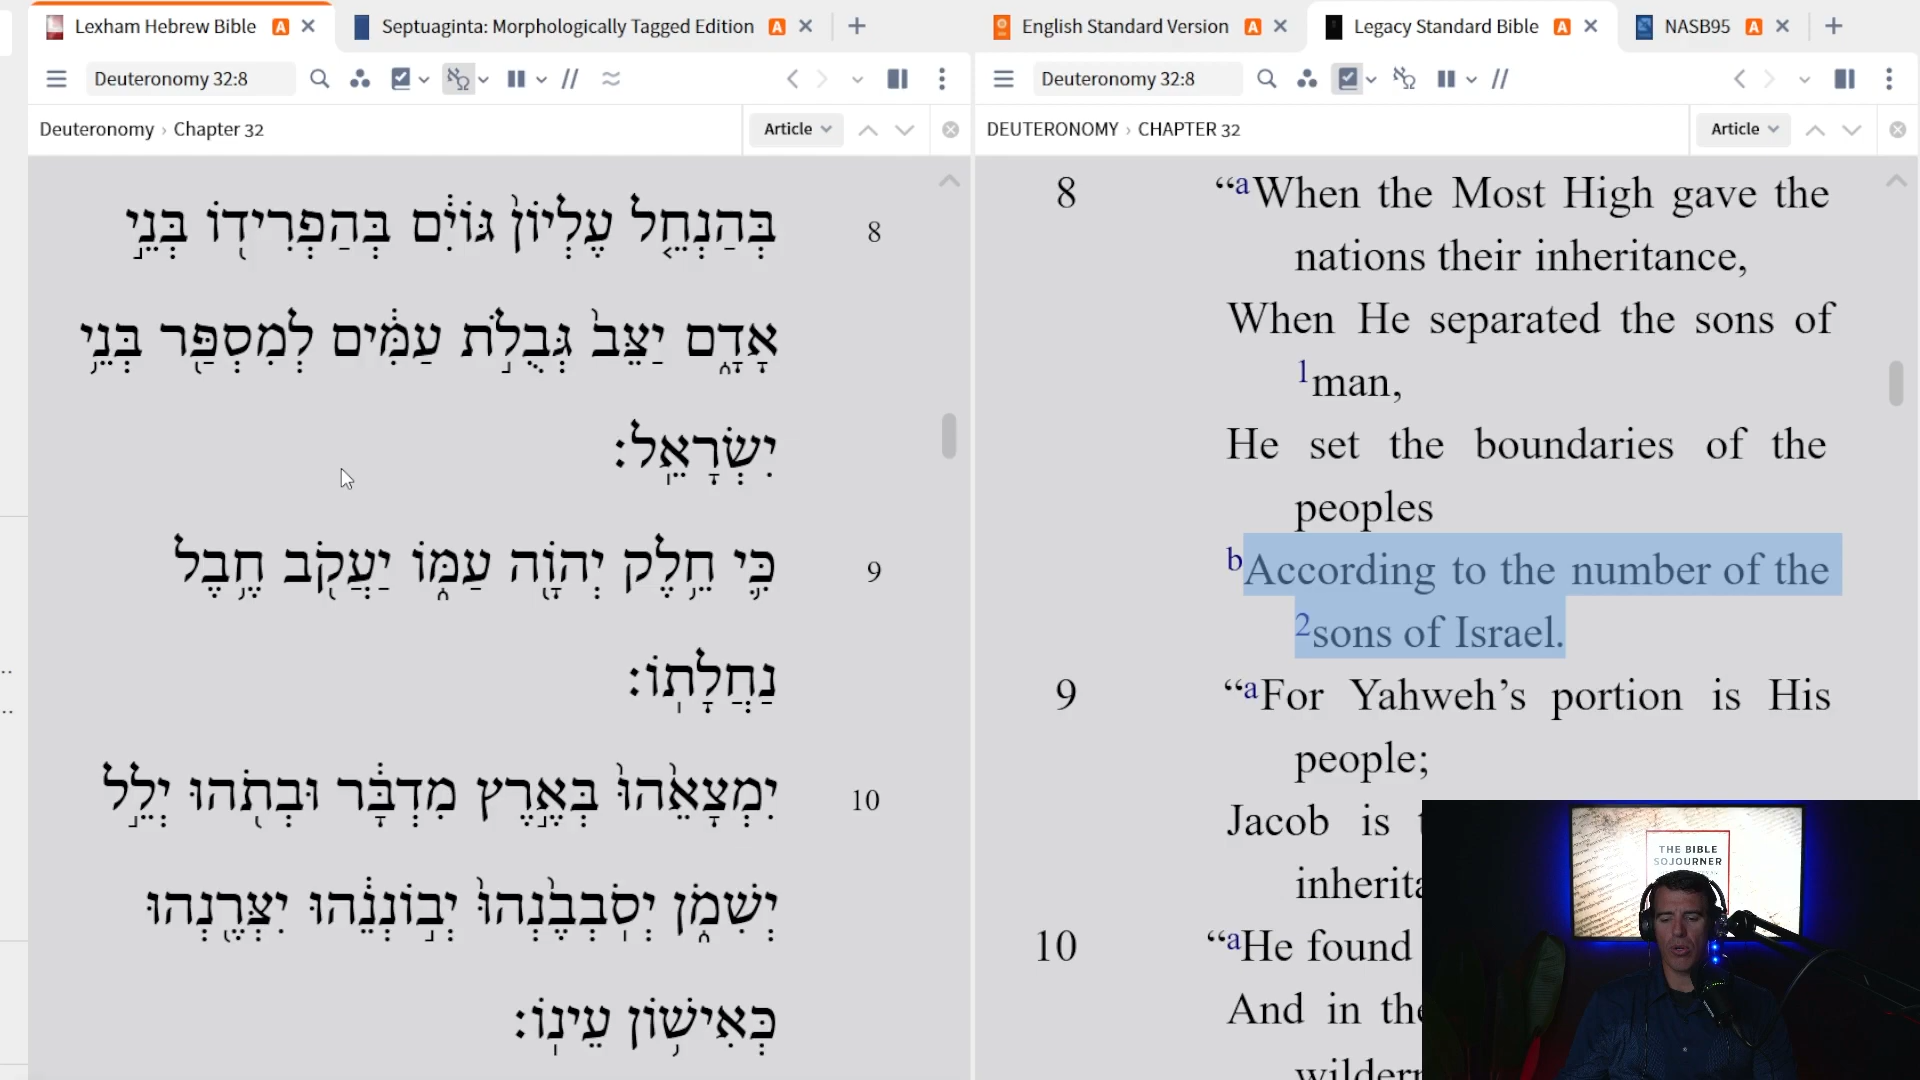 Lexham Hebrew Bible A
Septuaginta: Morphologically Tagged Edition A
English Standard Version A
Legacy Standard Bible A
NASB95 A
Deuteronomy 32:8
Deuteronomy 32:8
Deuteronomy › Chapter 32
Article
DEUTERONOMY › CHAPTER 32
Article
8 בְּהַנְחֵ֤ל עֶלְיוֹן֙ גּוֹיִ֔ם בְּהַפְרִיד֖וֹ בְּנֵ֣י
אָדָ֑ם יַצֵּב֙ גְּבֻלֹ֣ת עַמִּ֔ים לְמִסְפַּ֖ר בְּנֵ֥י
יִשְׂרָאֵֽל׃
9 כִּ֛י חֵ֥לֶק יְהוָ֖ה עַמּ֑וֹ יַעֲקֹ֖ב חֶ֥בֶל
נַחֲלָתֽוֹ׃
10 יִמְצָאֵ֙הוּ֙ בְּאֶ֣רֶץ מִדְבָּ֔ר וּבְתֹ֖הוּ יְלֵ֣ל
יְשִׁמֹ֑ן יְסֹֽבְבֶ֙נְהוּ֙ יְב֣וֹנְנֵ֔הוּ יִצְּרֶ֖נְהוּ
כְּאִישׁ֥וֹן עֵינֽוֹ׃
8 “aWhen the Most High gave the
nations their inheritance,
When He separated the sons of
1man,
He set the boundaries of the
peoples
bAccording to the number of the
2sons of Israel.
9 “aFor Yahweh’s portion is His
people;
Jacob is
10 “aHe found
And in the
THE BIBLE
SOJOURNER